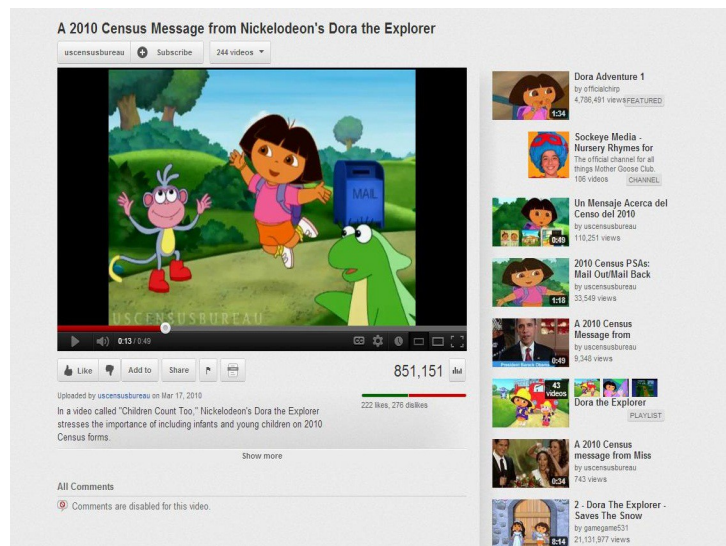 A 2010 Census Message from Nickelodeon's Dora the Explorer
uscensusbureau Subscribe 244 videos
MAIL
USCENSUSBUREAU
0:13 / 0:49
Like Add to Share 851,151
Uploaded by uscensusbureau on Mar 17, 2010
222 likes, 276 dislikes
In a video called "Children Count Too," Nickelodeon's Dora the Explorer
stresses the importance of including infants and young children on 2010
Census forms.
Show more
All Comments
Comments are disabled for this video.
Dora Adventure 1
by officialchirp
4,786,491 views FEATURED
1:34
Sockeye Media -
Nursery Rhymes for
The official channel for all
things Mother Goose Club.
196 videos CHANNEL
Un Mensaje Acerca del
Censo del 2010
by uscensusbureau
110,251 views
0:49
2010 Census PSAs:
Mail Out/Mail Back
by uscensusbureau
33,549 views
1:18
A 2010 Census
Message from
by uscensusbureau
9,348 views
President Barack Obama
0:49
43
videos
Dora the Explorer
PLAYLIST
A 2010 Census
message from Miss
by uscensusbureau
743 views
0:34
2 - Dora The Explorer -
Saves The Snow
by gamegame531
21,131,977 views
8:14